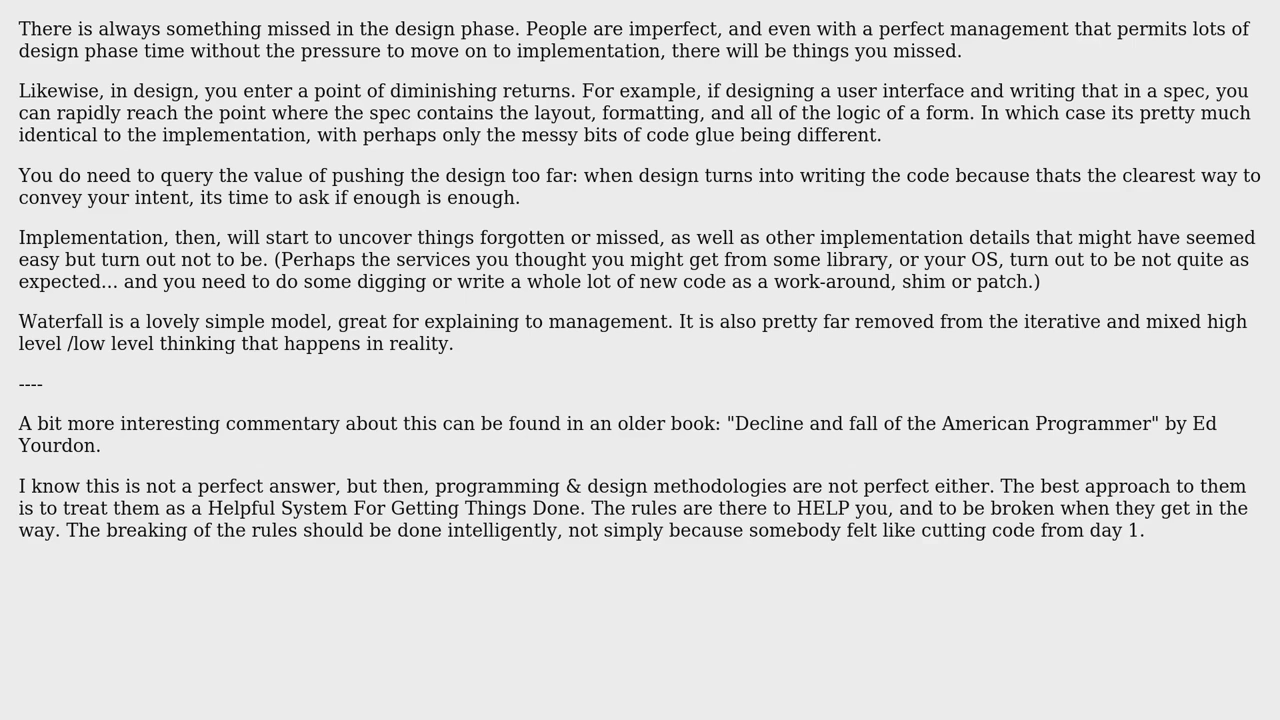 There is always something missed in the design phase. People are imperfect, and even with a perfect management that permits lots of
design phase time without the pressure to move on to implementation, there will be things you missed.
Likewise, in design, you enter a point of diminishing returns. For example, if designing a user interface and writing that in a spec, you
can rapidly reach the point where the spec contains the layout, formatting, and all of the logic of a form. In which case its pretty much
identical to the implementation, with perhaps only the messy bits of code glue being different.
You do need to query the value of pushing the design too far: when design turns into writing the code because thats the clearest way to
convey your intent, its time to ask if enough is enough.
Implementation, then, will start to uncover things forgotten or missed, as well as other implementation details that might have seemed
easy but turn out not to be. (Perhaps the services you thought you might get from some library, or your OS, turn out to be not quite as
expected... and you need to do some digging or write a whole lot of new code as a work-around, shim or patch.)
Waterfall is a lovely simple model, great for explaining to management. It is also pretty far removed from the iterative and mixed high
level /low level thinking that happens in reality.
----
A bit more interesting commentary about this can be found in an older book: "Decline and fall of the American Programmer" by Ed
Yourdon.
I know this is not a perfect answer, but then, programming & design methodologies are not perfect either. The best approach to them
is to treat them as a Helpful System For Getting Things Done. The rules are there to HELP you, and to be broken when they get in the
way. The breaking of the rules should be done intelligently, not simply because somebody felt like cutting code from day 1.